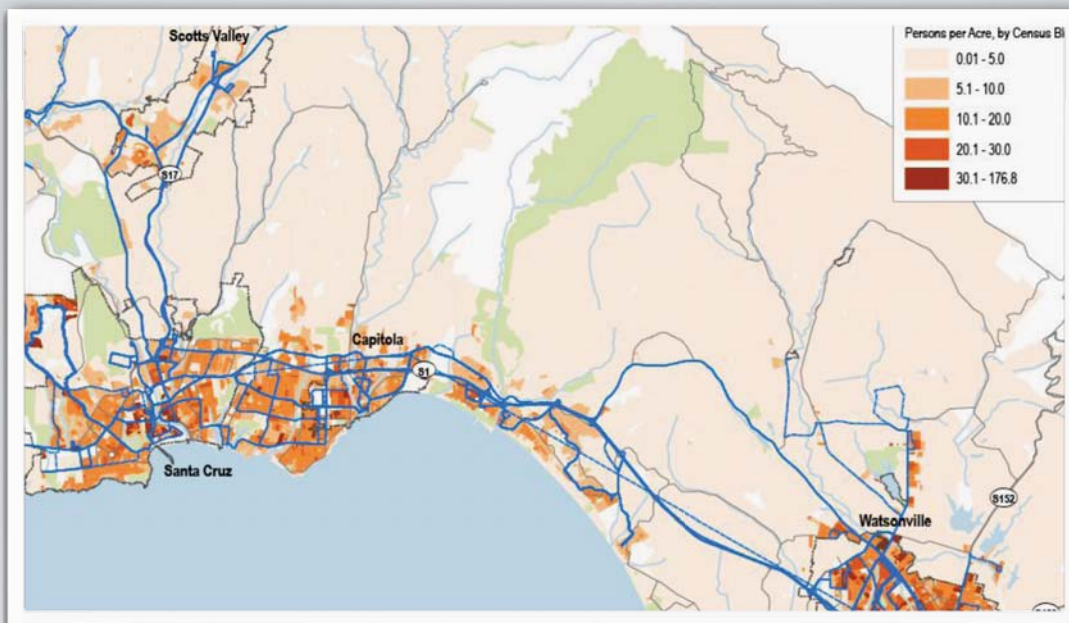 Scotts Valley
Persons per Acre, by Census Bl
0.01 - 5.0
5.1 - 10.0
10.1 - 20.0
20.1 - 30.0
30.1 - 176.8
S17
Capitola
S1
Santa Cruz
S152
Watsonville